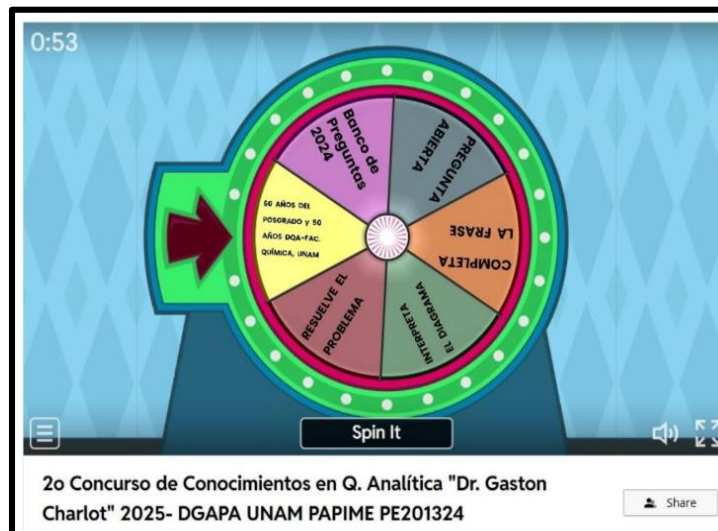 0:53
Banco de
Preguntas
2024
PREGUNTA
ABIERTA
COMPLETA
LA FRASE
INTERPRETA
EL DIAGRAMA
RESUELVE EL
PROBLEMA
60 AÑOS DEL
POSGRADO y 50
AÑOS DQA-FAC.
QUÍMICA, UNAM
Spin It
2o Concurso de Conocimientos en Q. Analítica "Dr. Gaston
Charlot" 2025- DGAPA UNAM PAPIME PE201324
Share